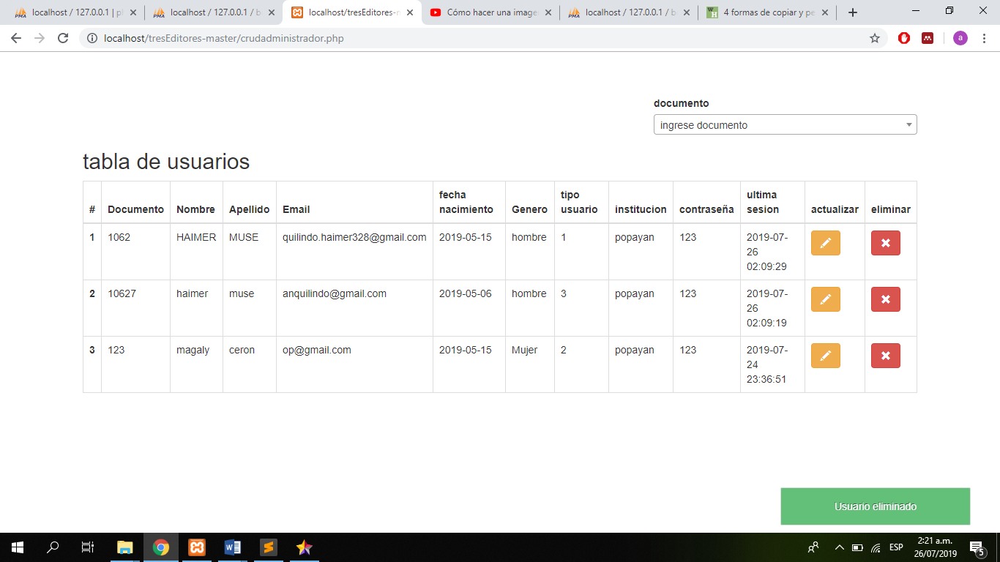 localhost / 127.0.0.1 | pl
localhost / 127.0.0.1 / b
localhost/tresEditores-m
Cómo hacer una image
localhost / 127.0.0.1 / b
4 formas de copiar y pe
localhost/tresEditores-master/crudadministrador.php
a
documento
ingrese documento
tabla de usuarios
# Documento Nombre Apellido Email fecha nacimiento Genero tipo usuario institucion contraseña ultima sesion actualizar eliminar
1 1062 HAIMER MUSE quilindo.haimer328@gmail.com 2019-05-15 hombre 1 popayan 123 2019-07-26 02:09:29
2 10627 haimer muse anquilindo@gmail.com 2019-05-06 hombre 3 popayan 123 2019-07-26 02:09:19
3 123 magaly ceron op@gmail.com 2019-05-15 Mujer 2 popayan 123 2019-07-24 23:36:51
Usuario eliminado
ESP
2:21 a.m.
26/07/2019
5